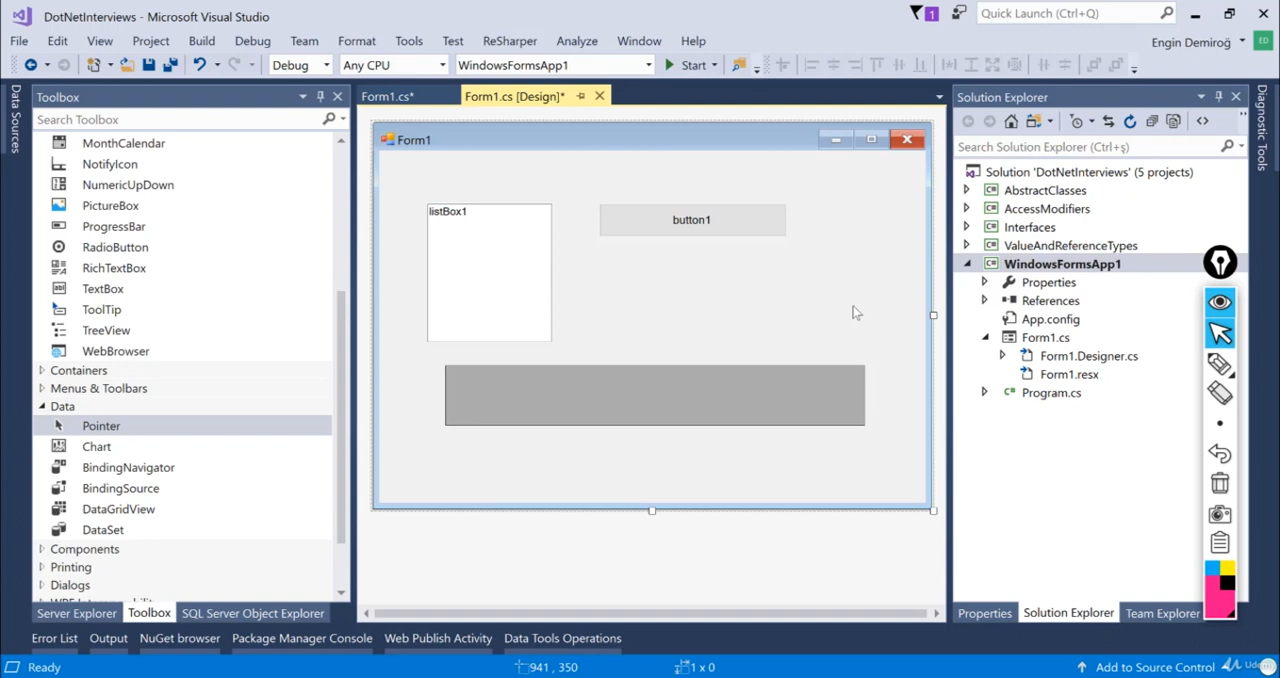 DotNetInterviews - Microsoft Visual Studio
1
Quick Launch (Ctrl+Q)
File Edit View Project Build Debug Team Format Tools Test ReSharper Analyze Window Help
Engin Demiroğ
ED
Debug Any CPU WindowsFormsApp1 Start
Data Sources
Toolbox
Search Toolbox
MonthCalendar
NotifyIcon
NumericUpDown
PictureBox
ProgressBar
RadioButton
RichTextBox
TextBox
ToolTip
TreeView
WebBrowser
Containers
Menus & Toolbars
Data
Pointer
Chart
BindingNavigator
BindingSource
DataGridView
DataSet
Components
Printing
Dialogs
Server Explorer Toolbox SQL Server Object Explorer
Form1.cs* Form1.cs [Design]*
Form1
listBox1
button1
Solution Explorer
Search Solution Explorer (Ctrl+ş)
Solution 'DotNetInterviews' (5 projects)
AbstractClasses
AccessModifiers
Interfaces
ValueAndReferenceTypes
WindowsFormsApp1
Properties
References
App.config
Form1.cs
Form1.Designer.cs
Form1.resx
Program.cs
Properties Solution Explorer Team Explorer
Diagnostic Tools
Error List Output NuGet browser Package Manager Console Web Publish Activity Data Tools Operations
Ready 941 , 350 1 x 0 Add to Source Control
Udemy